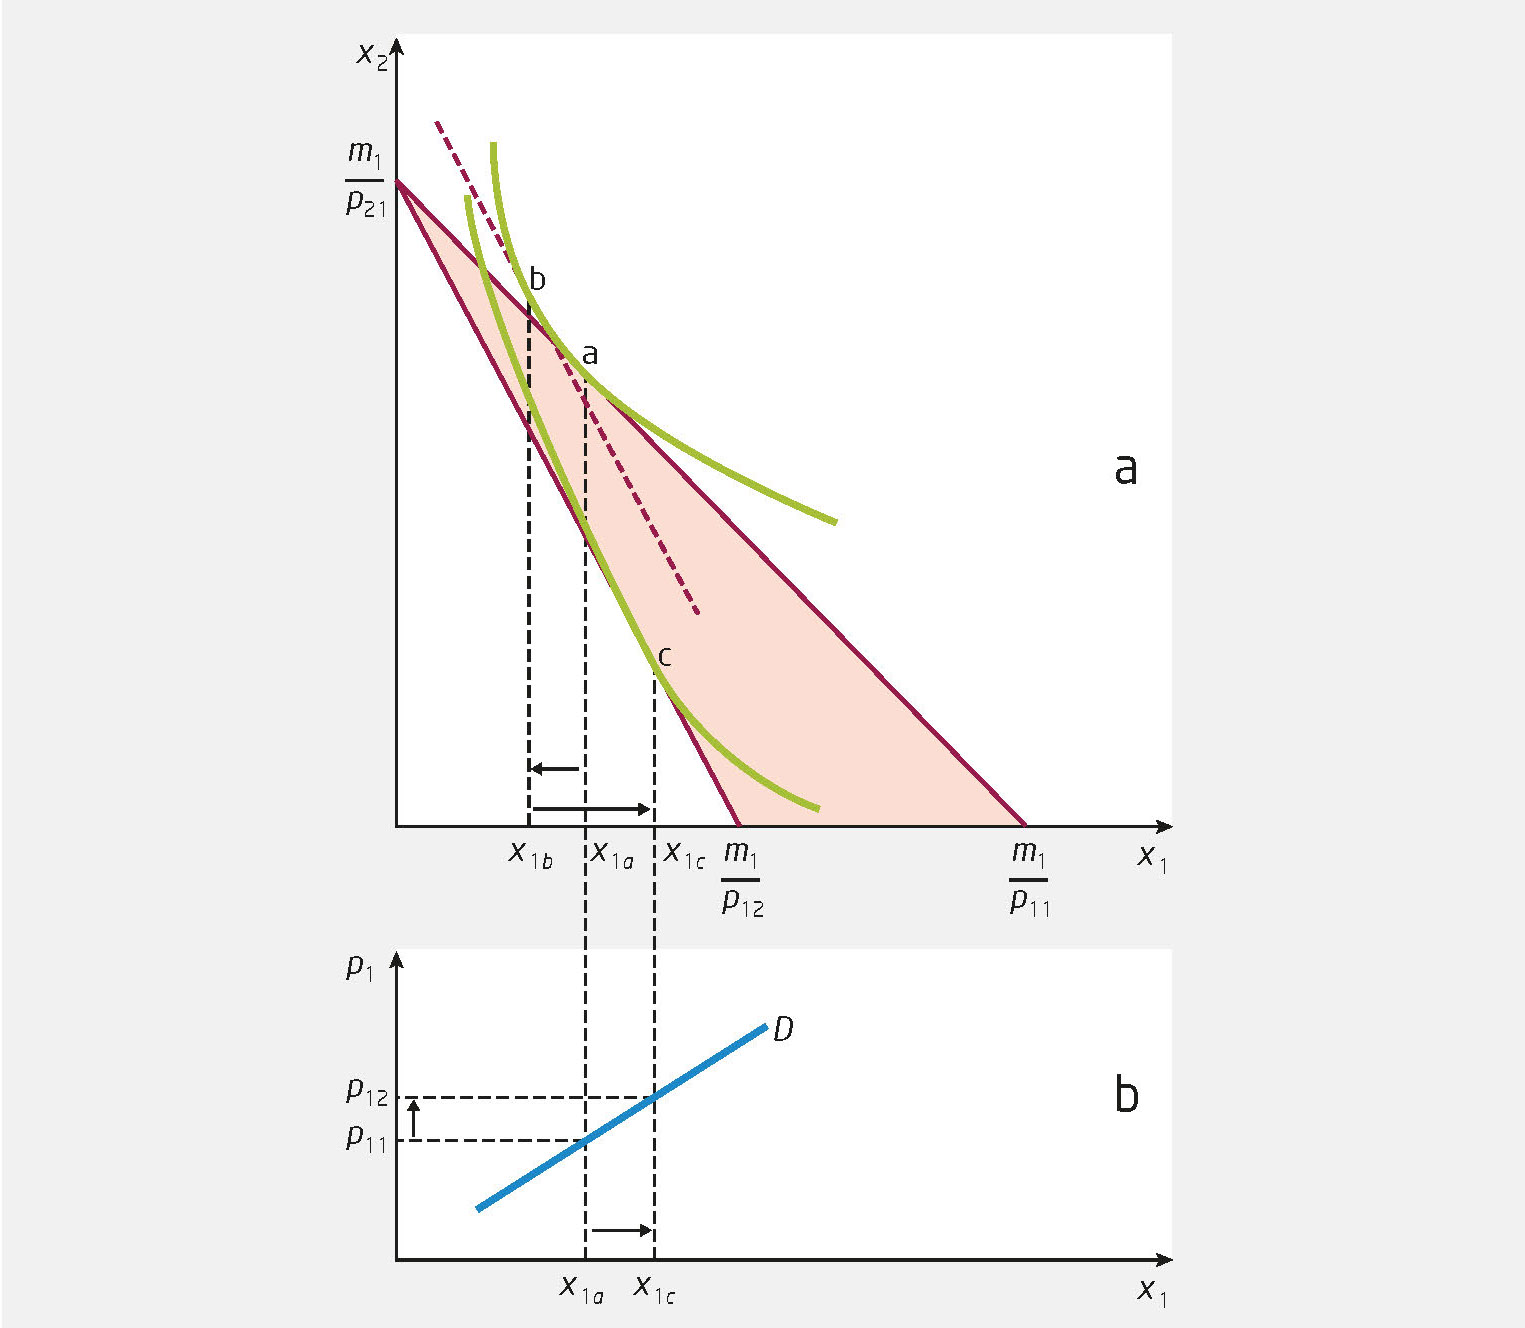 x₂
m₁
p₂₁
b
a
a
c
x₁b x₁a x₁c m₁ m₁ x₁
p₁₂ p₁₁
p₁
D
p₁₂
b
p₁₁
x₁a x₁c x₁